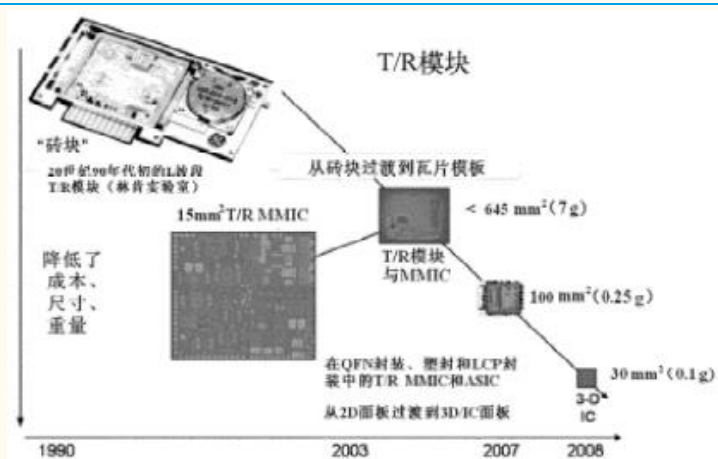 T/R模块
"砖块"
20世纪90年代初的L波段
T/R模块（林肯实验室）
从砖块过渡到瓦片模板
15mm²T/R MMIC
< 645 mm²(7g)
T/R模块
与MMIC
降低了
成本、
尺寸、
重量
100 mm²(0.25g)
在QFN封装、塑封和LCP封
装中的T/R MMIC和ASIC
30 mm²(0.1g)
3-D
IC
从2D面板过渡到3D/IC面板
1990
2003
2007
2008